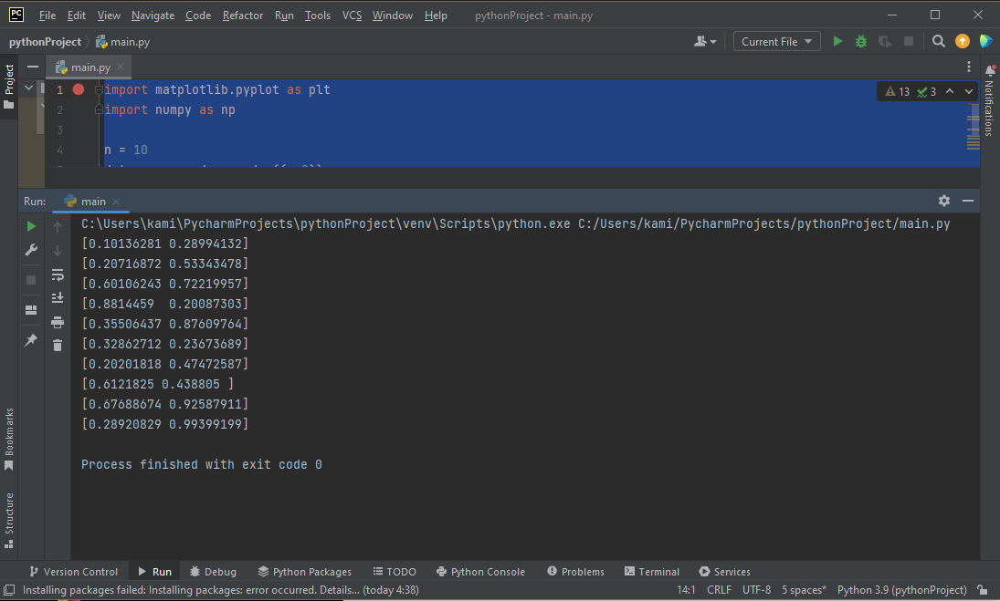 PC File Edit View Navigate Code Refactor Run Tools VCS Window Help pythonProject - main.py
pythonProject main.py Current File
main.py
1 import matplotlib.pyplot as plt
2 import numpy as np
3
4 n = 10
13 3
Project
Notifications
Run: main
C:\Users\kami\PycharmProjects\pythonProject\venv\Scripts\python.exe C:/Users/kami/PycharmProjects/pythonProject/main.py
[0.10136281 0.28994132]
[0.20716872 0.53343478]
[0.60106243 0.72219957]
[0.8814459  0.20087303]
[0.35506437 0.87609764]
[0.32862712 0.23673689]
[0.20201818 0.47472587]
[0.6121825 0.438805 ]
[0.67688674 0.92587911]
[0.28920829 0.99399199]
Process finished with exit code 0
Bookmarks
Structure
Version Control Run Debug Python Packages TODO Python Console Problems Terminal Services
Installing packages failed: Installing packages: error occurred. Details... (today 4:38) 14:1 CRLF UTF-8 5 spaces* Python 3.9 (pythonProject)